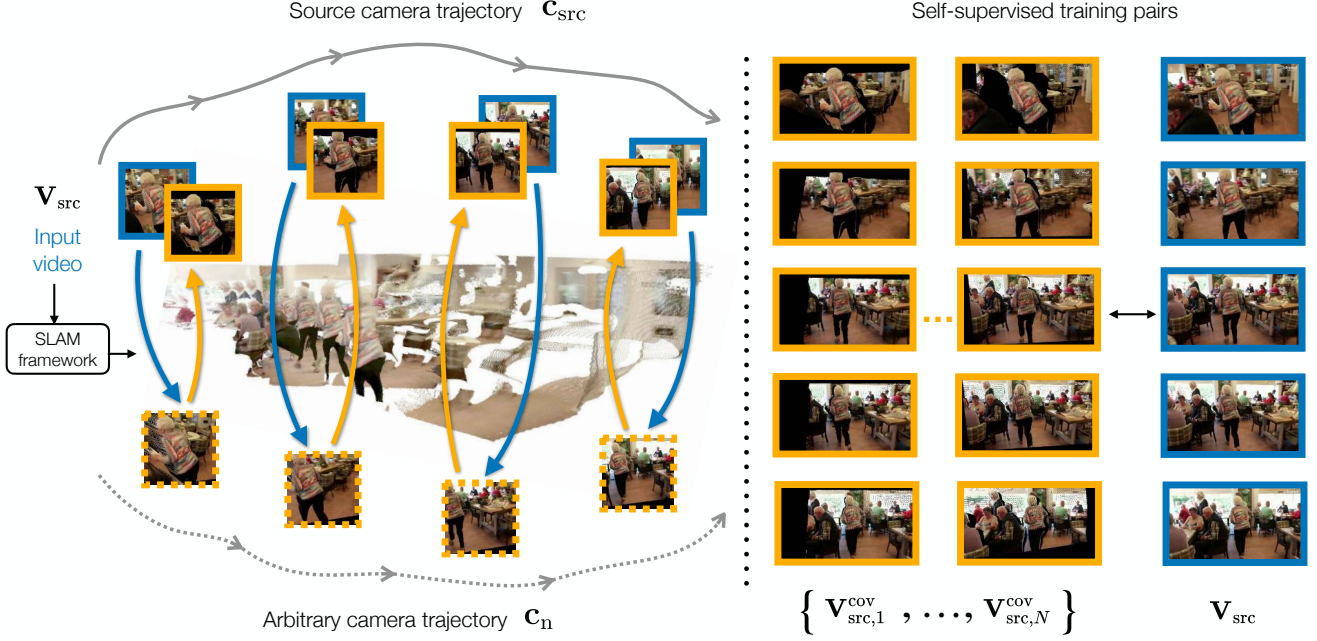 Source camera trajectory c_src
Self-supervised training pairs
V_src
Input
video
SLAM
framework
Arbitrary camera trajectory c_n
{ V^cov_src,1 , ..., V^cov_src,N }
V_src